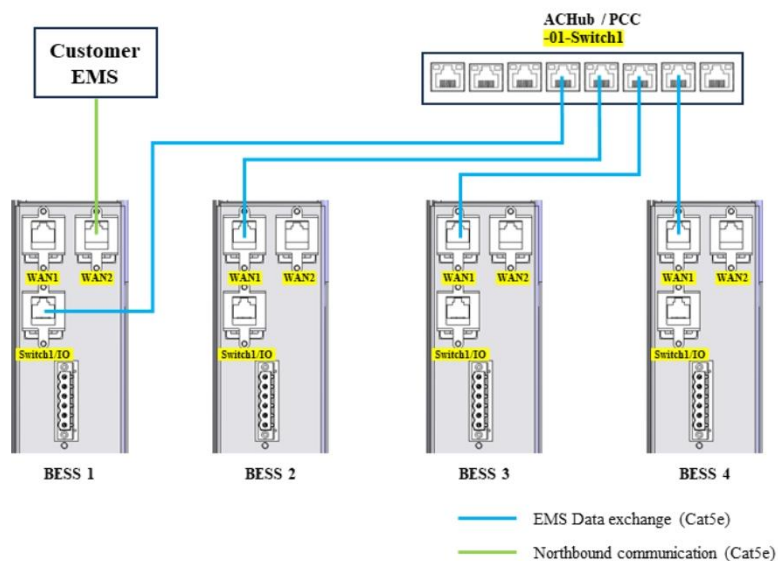 ACHub / PCC
-01-Switch1
Customer
EMS
WAN1 WAN2
Switch1/IO
BESS 1
WAN1 WAN2
Switch1/IO
BESS 2
WAN1 WAN2
Switch1/IO
BESS 3
WAN1 WAN2
Switch1/IO
BESS 4
EMS Data exchange (Cat5e)
Northbound communication (Cat5e)